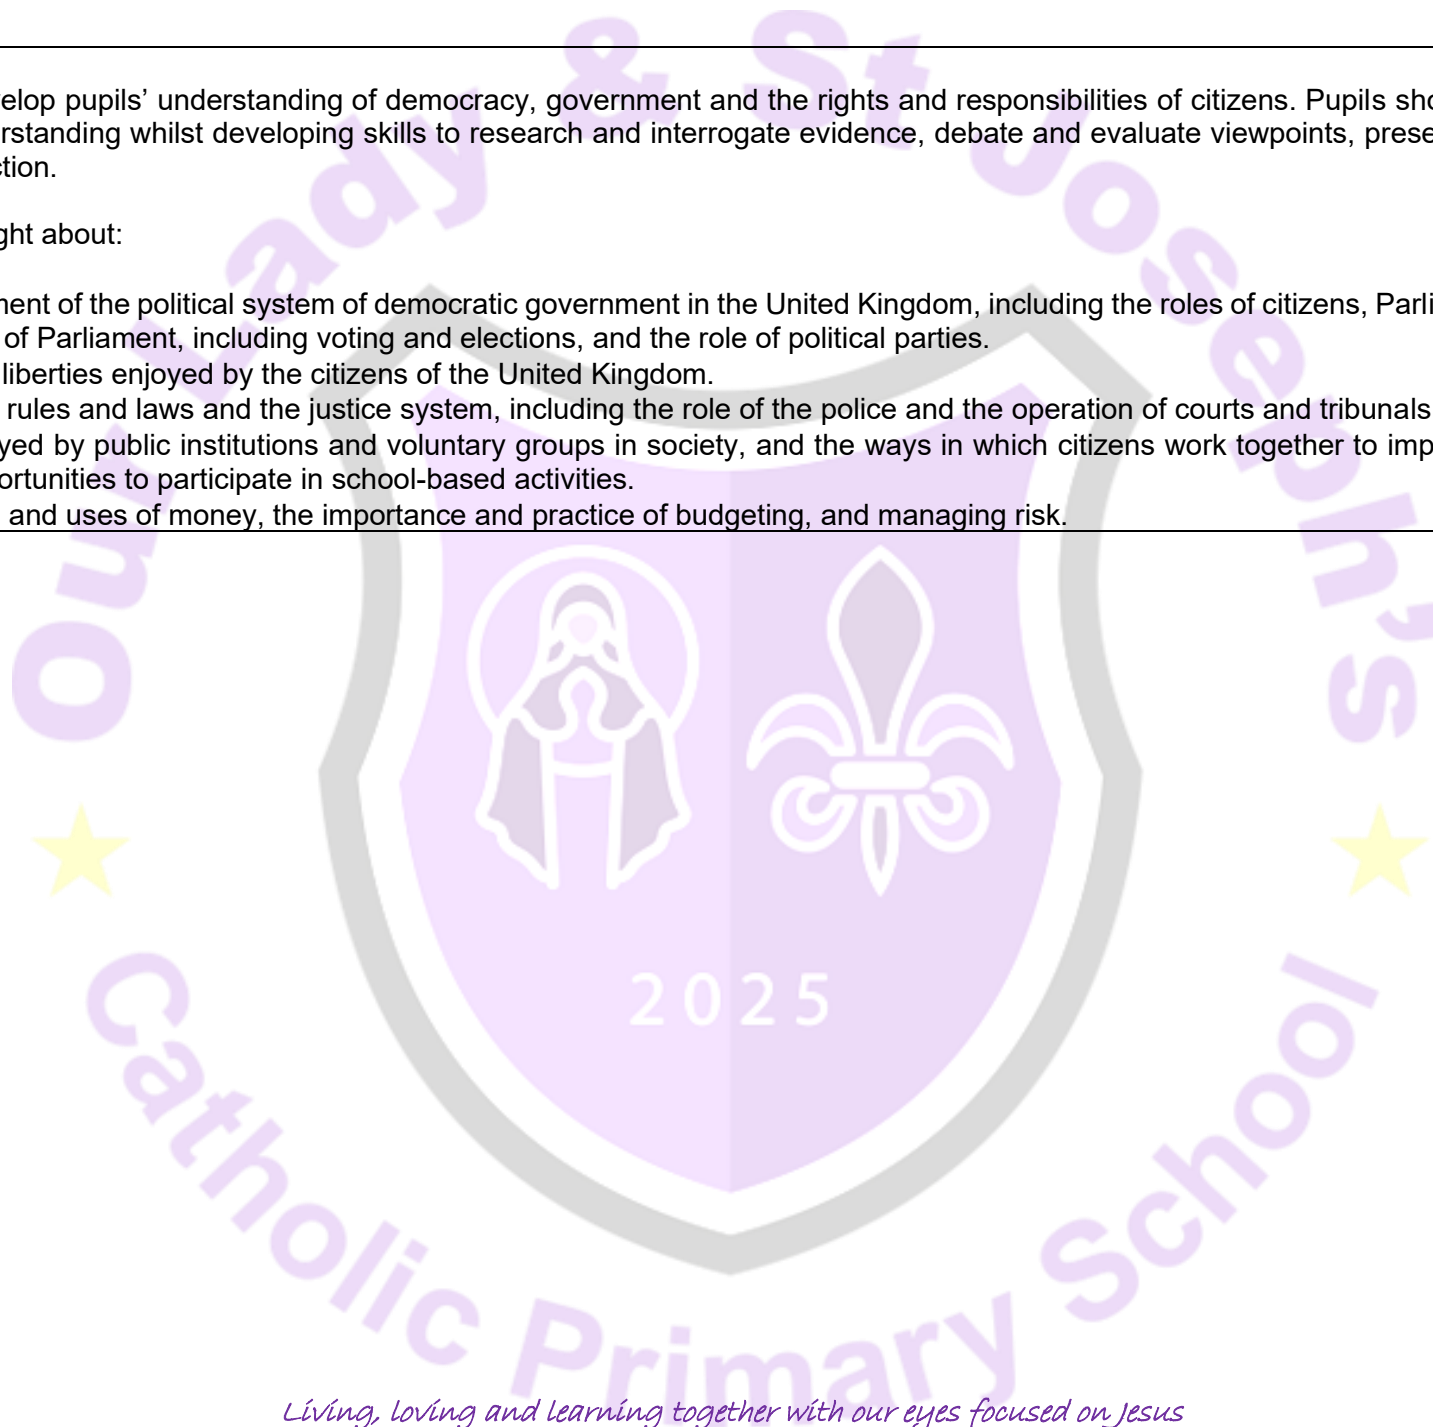 velop pupils’ understanding of democracy, government and the rights and responsibilities of citizens. Pupils sho
rstanding whilst developing skills to research and interrogate evidence, debate and evaluate viewpoints, prese
ction.
ght about:
ment of the political system of democratic government in the United Kingdom, including the roles of citizens, Parli
of Parliament, including voting and elections, and the role of political parties.
liberties enjoyed by the citizens of the United Kingdom.
rules and laws and the justice system, including the role of the police and the operation of courts and tribunals
yed by public institutions and voluntary groups in society, and the ways in which citizens work together to imp
ortunities to participate in school-based activities.
and uses of money, the importance and practice of budgeting, and managing risk.
Our Lady & St Joseph’s
2025
Catholic Primary School
Living, loving and learning together with our eyes focused on Jesus